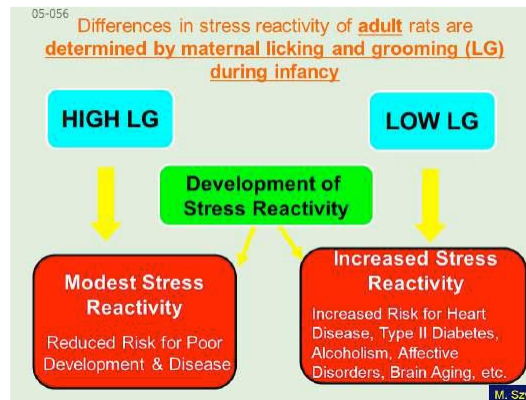 05-056
Differences in stress reactivity of adult rats are
determined by maternal licking and grooming (LG)
during infancy
HIGH LG
LOW LG
Development of
Stress Reactivity
Modest Stress
Reactivity
Reduced Risk for Poor
Development & Disease
Increased Stress
Reactivity
Increased Risk for Heart
Disease, Type II Diabetes,
Alcoholism, Affective
Disorders, Brain Aging, etc.
M. Sz